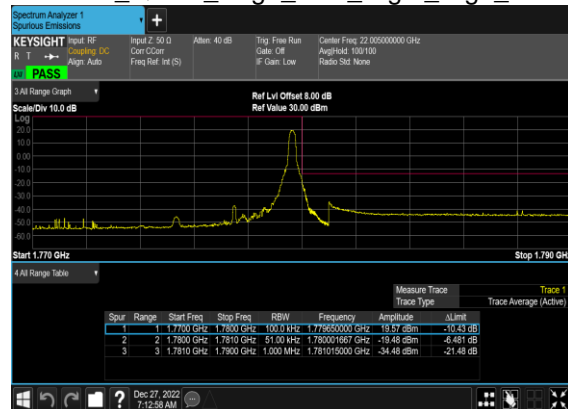 Spectrum Analyzer 1
Spurious Emissions
+
KEYSIGHT Input: RF Input Z: 50 Ω Atten: 40 dB Trig: Free Run Center Freq: 22.005000000 GHz
R T Coupling: DC Corr CCorr Gate: Off Avg|Hold: 100/100
Align: Auto Freq Ref: Int (S) IF Gain: Low Radio Std: None
PASS
3 All Range Graph Ref Lvl Offset 8.00 dB
Scale/Div 10.0 dB Ref Value 30.00 dBm
Log
20.0
10.0
0.00
-10.0
-20.0
-30.0
-40.0
-50.0
-60.0
Start 1.770 GHz Stop 1.790 GH
4 All Range Table
Measure Trace Trace 1
Trace Type Trace Average (Active)
Spur Range Start Freq Stop Freq RBW Frequency Amplitude ΔLimit
1 1 1.7700 GHz 1.7800 GHz 100.0 kHz 1.779650000 GHz 19.57 dBm -10.43 dB
2 2 1.7800 GHz 1.7810 GHz 51.00 kHz 1.780001667 GHz -19.48 dBm -6.481 dB
3 3 1.7810 GHz 1.7900 GHz 1.000 MHz 1.781015000 GHz -34.48 dBm -21.48 dB
? Dec 27, 2022
7:12:58 AM